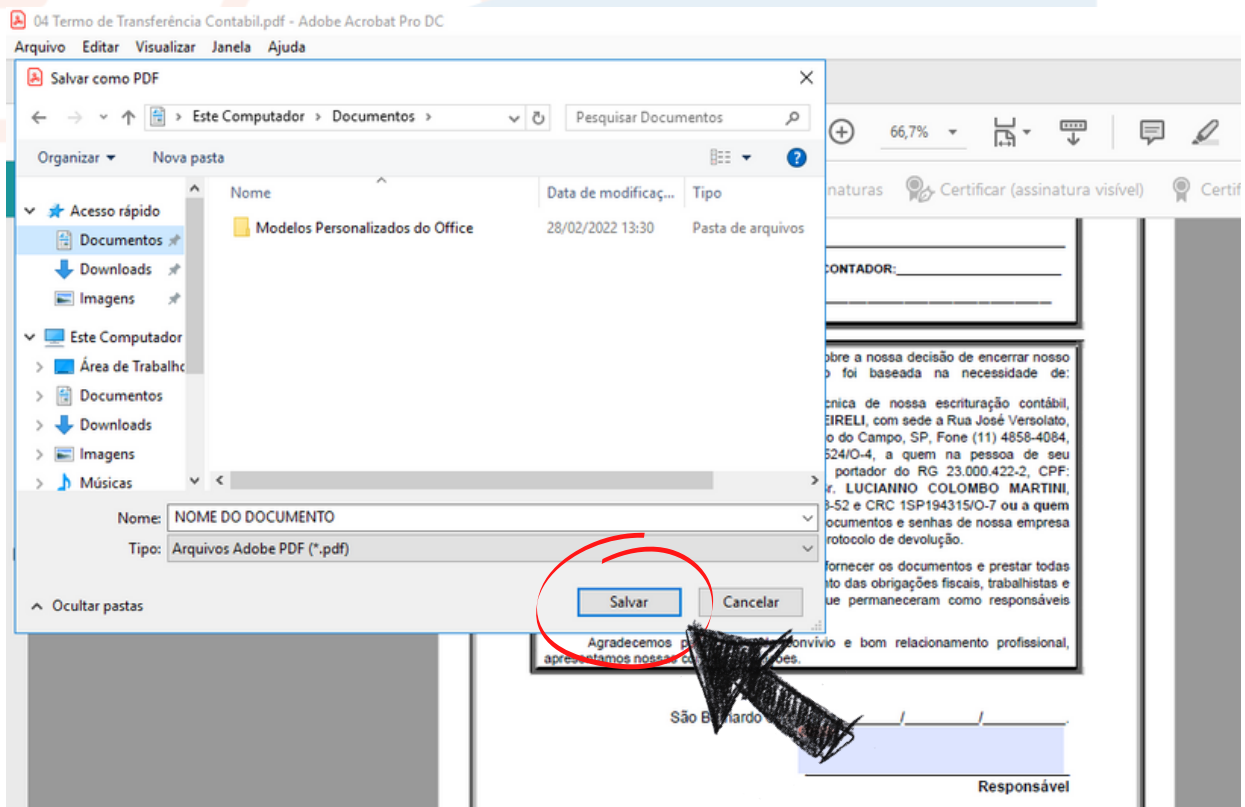 04 Termo de Transferência Contabil.pdf - Adobe Acrobat Pro DC
Arquivo Editar Visualizar Janela Ajuda
Salvar como PDF
Este Computador > Documentos >
Pesquisar Documentos
66,7%
Organizar
Nova pasta
naturas
Certificar (assinatura visível)
Certif
Nome
Data de modificaç...
Tipo
Acesso rápido
Documentos
Downloads
Imagens
Este Computador
Área de Trabalho
Documentos
Downloads
Imagens
Músicas
Modelos Personalizados do Office
28/02/2022 13:30
Pasta de arquivos
Nome: NOME DO DOCUMENTO
Tipo: Arquivos Adobe PDF (*.pdf)
Ocultar pastas
Salvar
Cancelar
CONTADOR:
obre a nossa decisão de encerrar nosso
foi baseada na necessidade de:
cnica de nossa escrituração contábil,
EIRELI, com sede a Rua José Versolato,
o do Campo, SP, Fone (11) 4858-4084,
524/O-4, a quem na pessoa de seu
portador do RG 23.000.422-2, CPF:
r. LUCIANNO COLOMBO MARTINI,
3-52 e CRC 1SP194315/O-7 ou a quem
ocumentos e senhas de nossa empresa
rotocolo de devolução.
fornecer os documentos e prestar todas
nto das obrigações fiscais, trabalhistas e
ue permaneceram como responsáveis
Agradecemos convívio e bom relacionamento profissional,
apresentamos nossas
São Bernardo / /
Responsável